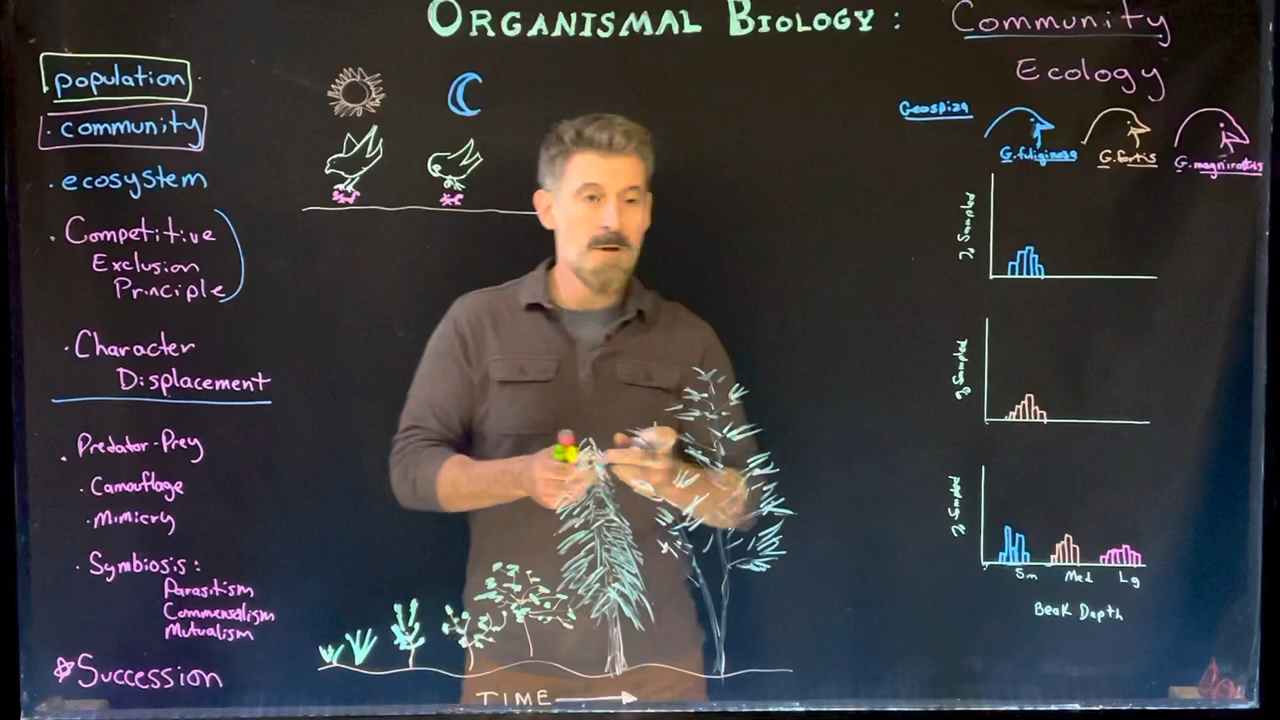 ORGANISMAL BIOLOGY: Community
Ecology
population
· community
· ecosystem
· Competitive
Exclusion
Principle
· Character
Displacement
· Predator-Prey
· Camouflage
· Mimicry
· Symbiosis:
Parasitism
Commensalism
Mutualism
☆ Succession
TIME →
Geospiza
G. fuliginosa
G. fortis
G. magnirostris
% Sampled
% Sampled
% Sampled
Sm Med Lg
Beak Depth